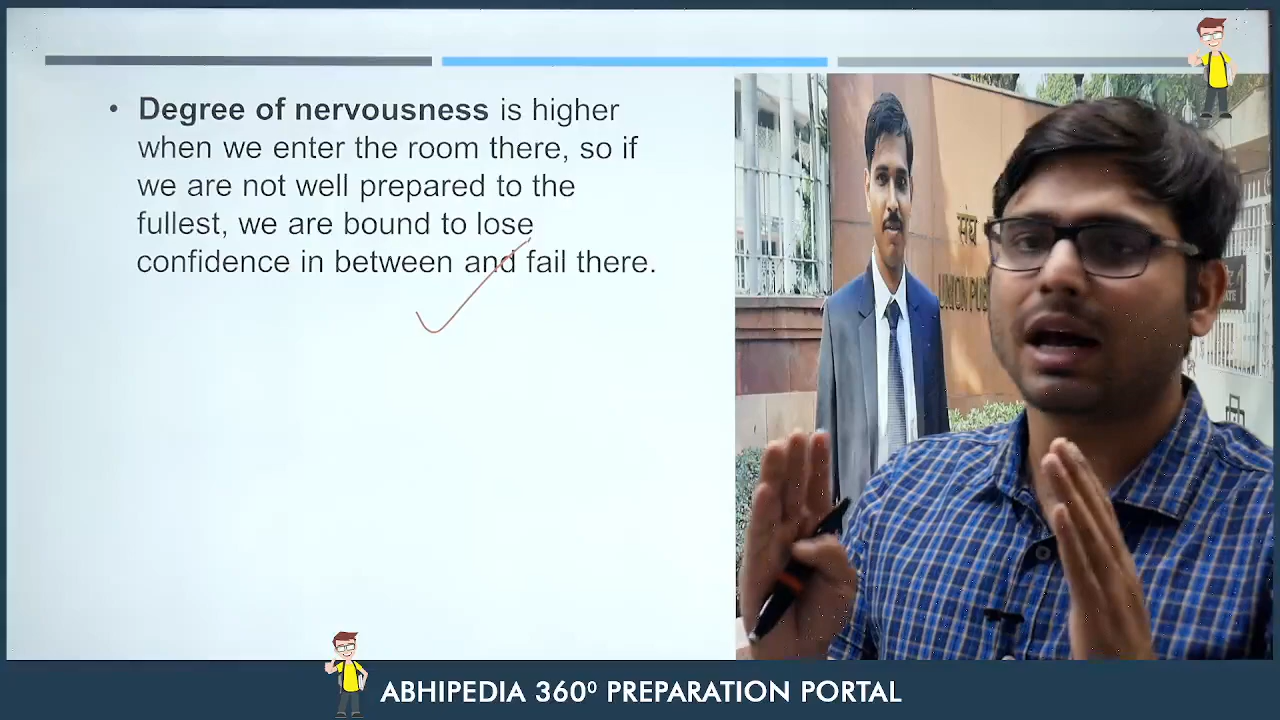 • Degree of nervousness is higher
when we enter the room there, so if
we are not well prepared to the
fullest, we are bound to lose
confidence in between and fail there.
संघ
UNION PUB
ABHIPEDIA 360⁰ PREPARATION PORTAL